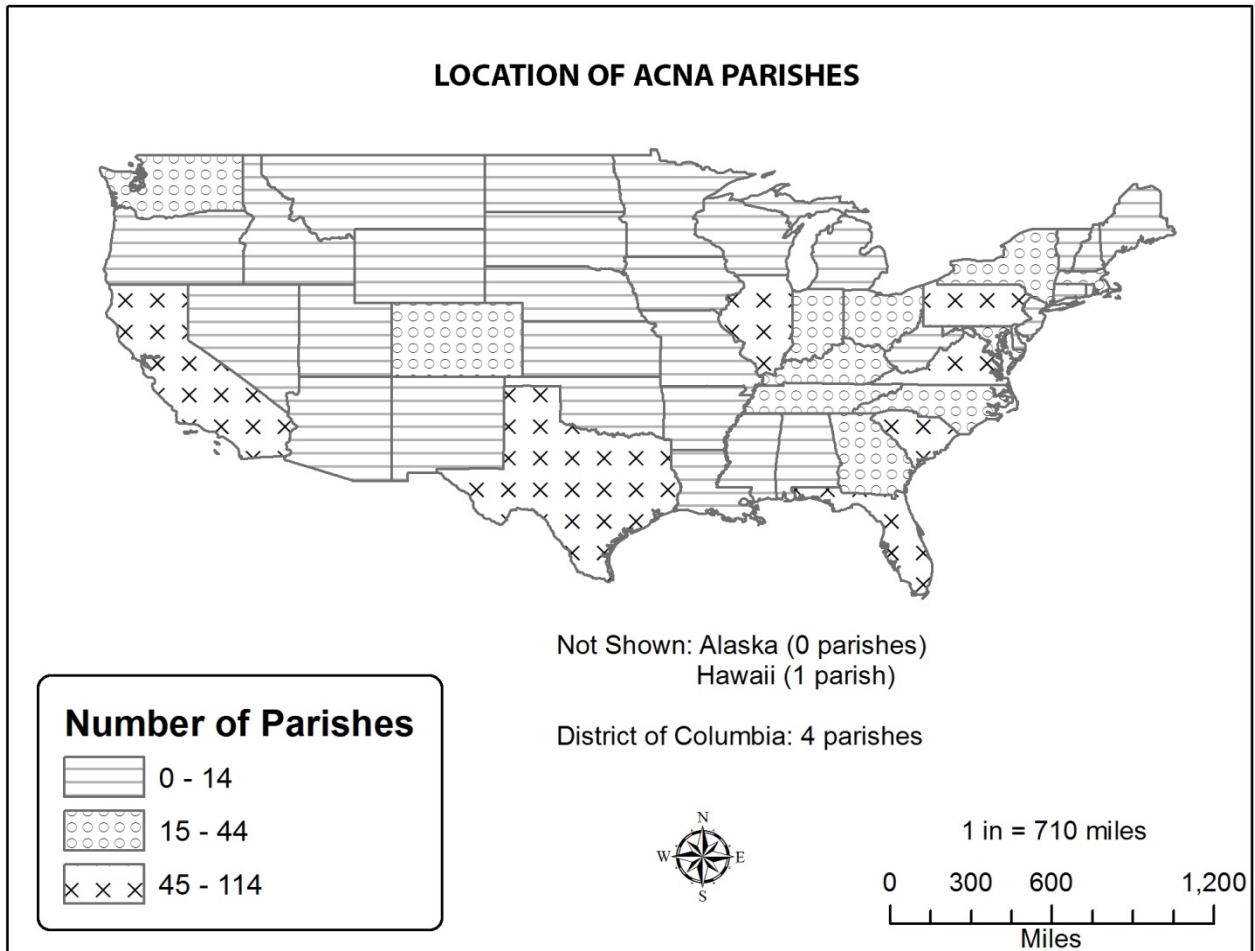 LOCATION OF ACNA PARISHES
Not Shown: Alaska (0 parishes)
Hawaii (1 parish)
District of Columbia: 4 parishes
Number of Parishes
0 - 14
15 - 44
45 - 114
N
W E
S
1 in = 710 miles
0 300 600 1,200
Miles